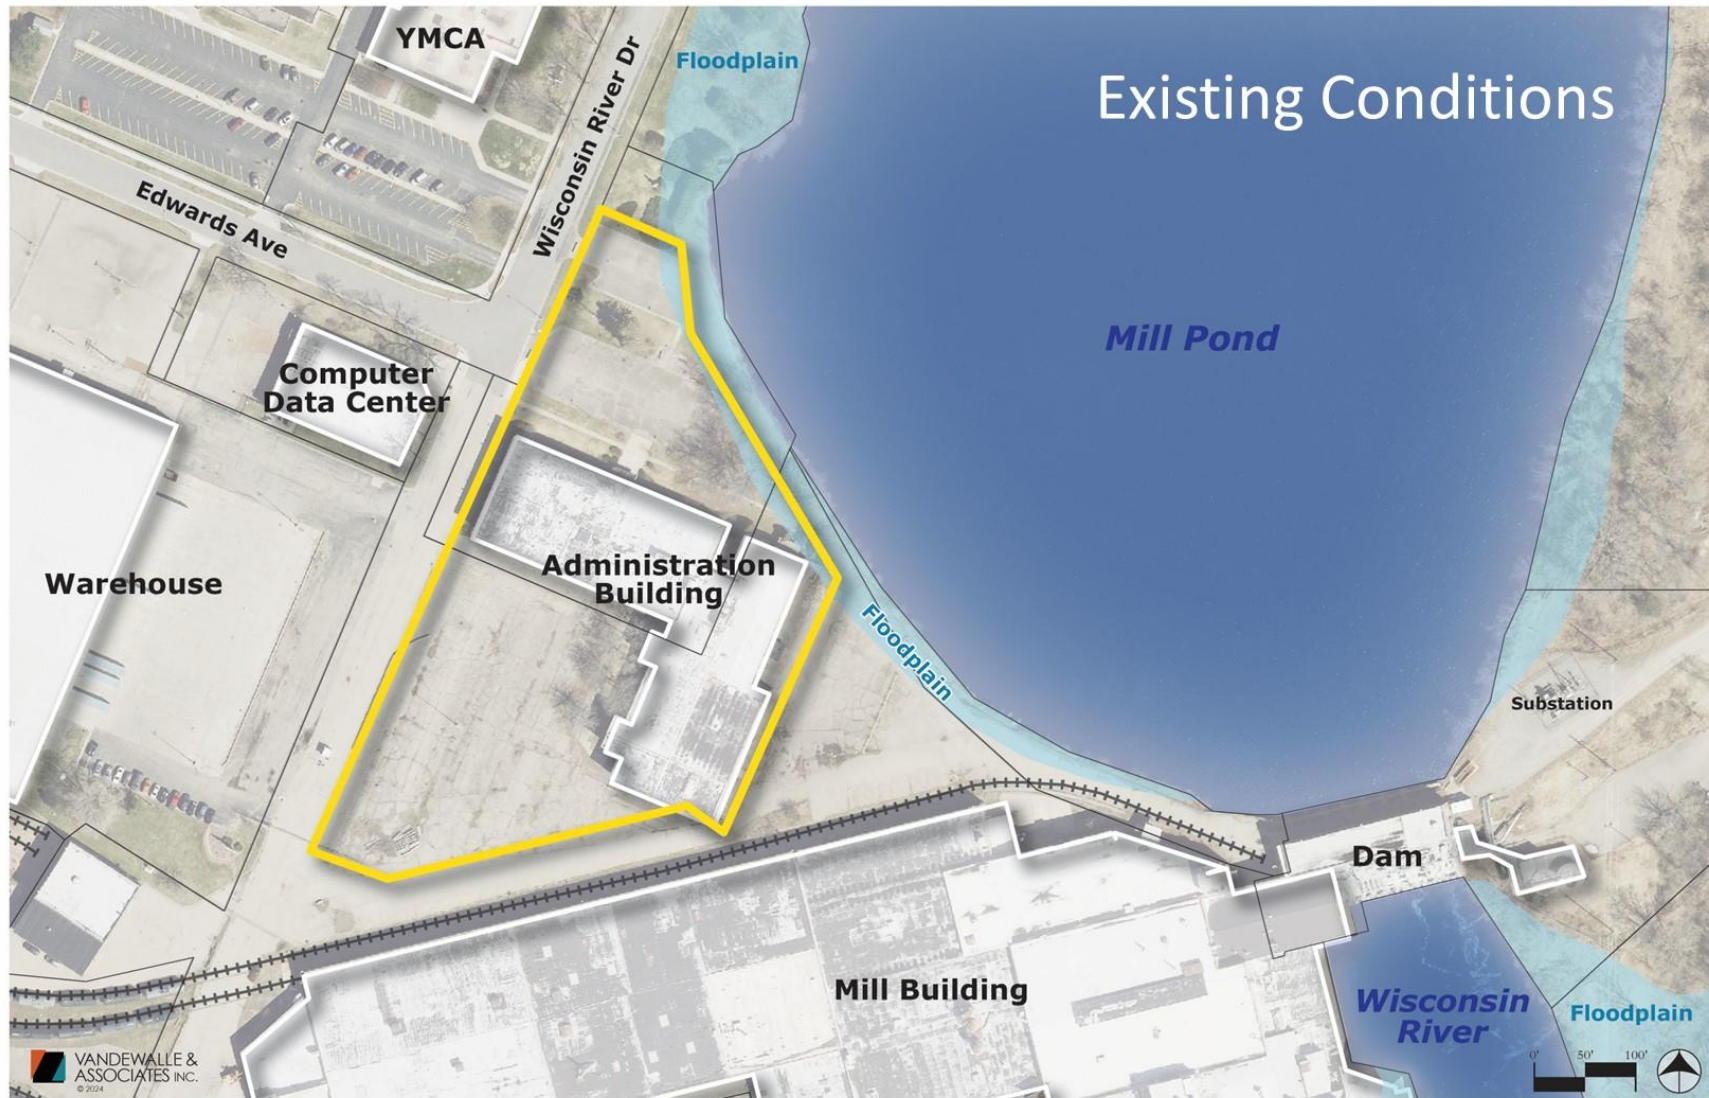 YMCA
Floodplain
Existing Conditions
Wisconsin River Dr
Edwards Ave
Mill Pond
Computer
Data Center
Administration
Building
Warehouse
Floodplain
Substation
Dam
Mill Building
Wisconsin
River
Floodplain
VANDEWALLE &
ASSOCIATES INC.
© 2024
0' 50' 100'